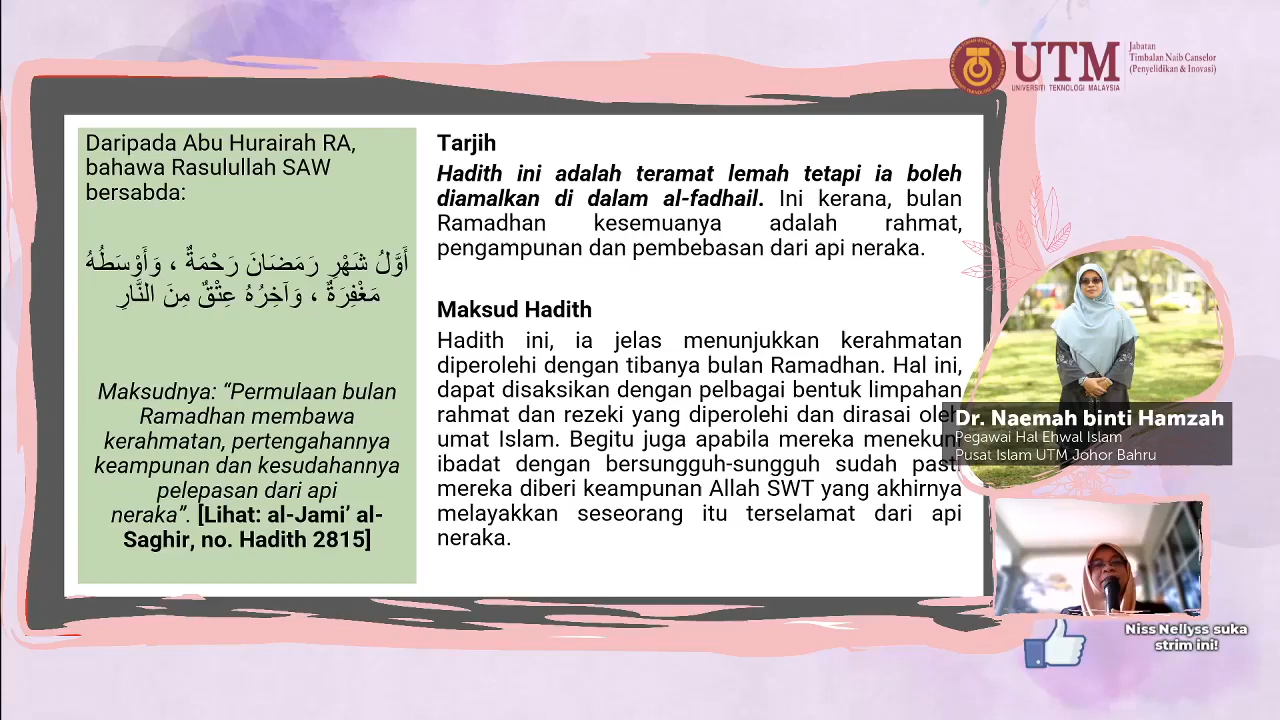 UTM
UNIVERSITI TEKNOLOGI MALAYSIA
Jabatan
Timbalan Naib Canselor
(Penyelidikan & Inovasi)
Daripada Abu Hurairah RA,
bahawa Rasulullah SAW
bersabda:
أَوَّلُ شَهْرِ رَمَضَانَ رَحْمَةٌ ، وَأَوْسَطُهُ
مَغْفِرَةٌ ، وَآخِرُهُ عِتْقٌ مِنَ النَّارِ
Maksudnya: “Permulaan bulan
Ramadhan membawa
kerahmatan, pertengahannya
keampunan dan kesudahannya
pelepasan dari api
neraka”. [Lihat: al-Jami’ al-
Saghir, no. Hadith 2815]
Tarjih
Hadith ini adalah teramat lemah tetapi ia boleh
diamalkan di dalam al-fadhail. Ini kerana, bulan
Ramadhan kesemuanya adalah rahmat,
pengampunan dan pembebasan dari api neraka.
Maksud Hadith
Hadith ini, ia jelas menunjukkan kerahmatan
diperolehi dengan tibanya bulan Ramadhan. Hal ini,
dapat disaksikan dengan pelbagai bentuk limpahan
rahmat dan rezeki yang diperolehi dan dirasai oleh
umat Islam. Begitu juga apabila mereka menekuni
ibadat dengan bersungguh-sungguh sudah pasti
mereka diberi keampunan Allah SWT yang akhirnya
melayakkan seseorang itu terselamat dari api
neraka.
Dr. Naemah binti Hamzah
Pegawai Hal Ehwal Islam
Pusat Islam UTM Johor Bahru
Niss Nellyss suka
strim ini!